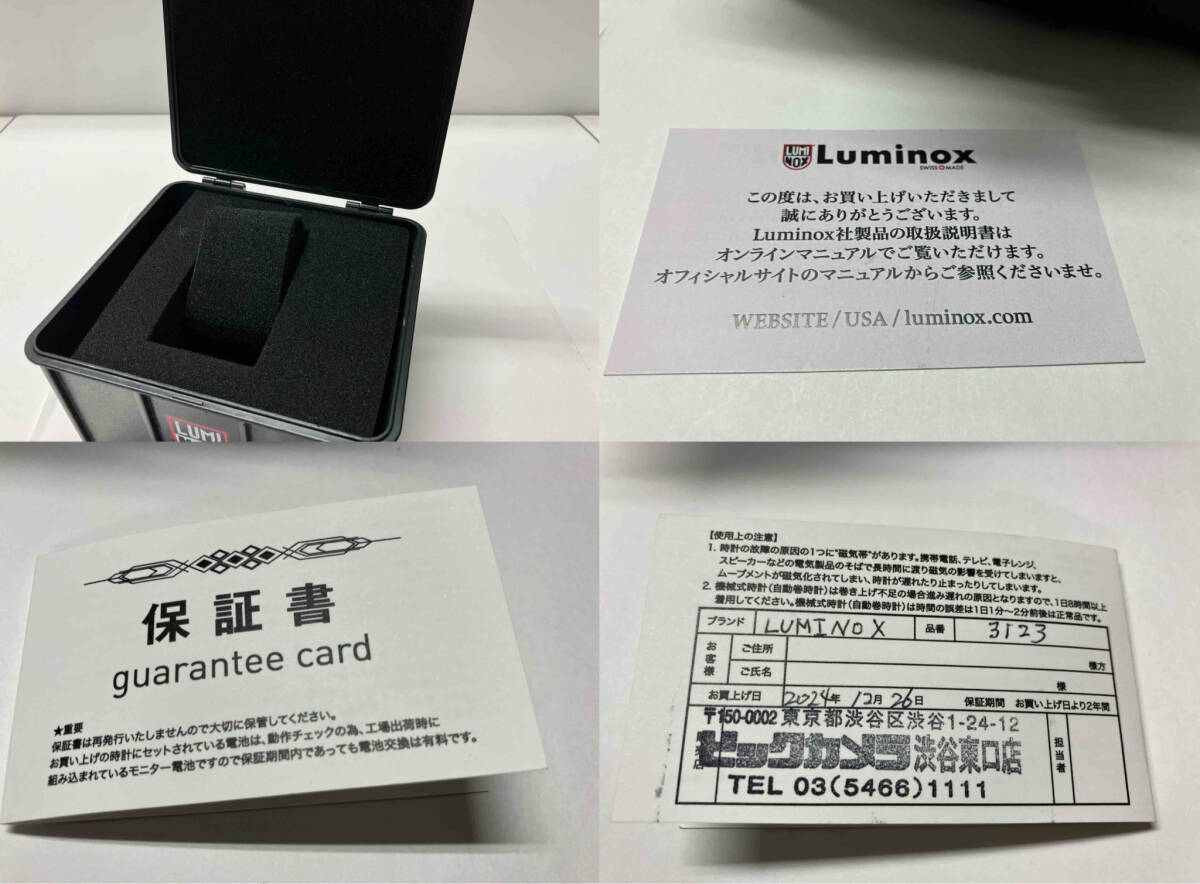 LUMI
LUMI
NOX
Luminox
SWISS MADE
この度は、お買い上げいただきまして
誠にありがとうございます。
Luminox社製品の取扱説明書は
オンラインマニュアルでご覧いただけます。
オフィシャルサイトのマニュアルからご参照くださいませ。
WEBSITE/USA/luminox.com
保証書
guarantee card
★重要
保証書は再発行いたしませんので大切に保管してください。
お買い上げの時計にセットされている電池は、動作チェックの為、工場出荷時に
組み込まれているモニター電池ですので保証期間内であっても電池交換は有料です。
【使用上の注意】
1. 時計の故障の原因の1つに"磁気帯"があります。携帯電話、テレビ、電子レンジ、
スピーカーなどの電気製品のそばで長時間に渡り磁気の影響を受けてしまいますと、
ムーブメントが磁気化されてしまい、時計が遅れたり止まったりしてしまいます。
2. 機械式時計(自動巻時計)は巻き上げ不足の場合進み遅れの原因となりますので、1日8時間以上
着用してください。機械式時計(自動巻時計)は時間の誤差は1日1分~2分前後は正常品です。
ブランド LUMINOX 品番 3123
お客様 ご住所 様方
ご氏名 様
お買上げ日 2024年 12月 26日 保証期間 お買い上げ日より2年間
〒150-0002 東京都渋谷区渋谷1-24-12
店 ビックカメラ 渋谷東口店 担当者
TEL 03(5466)1111